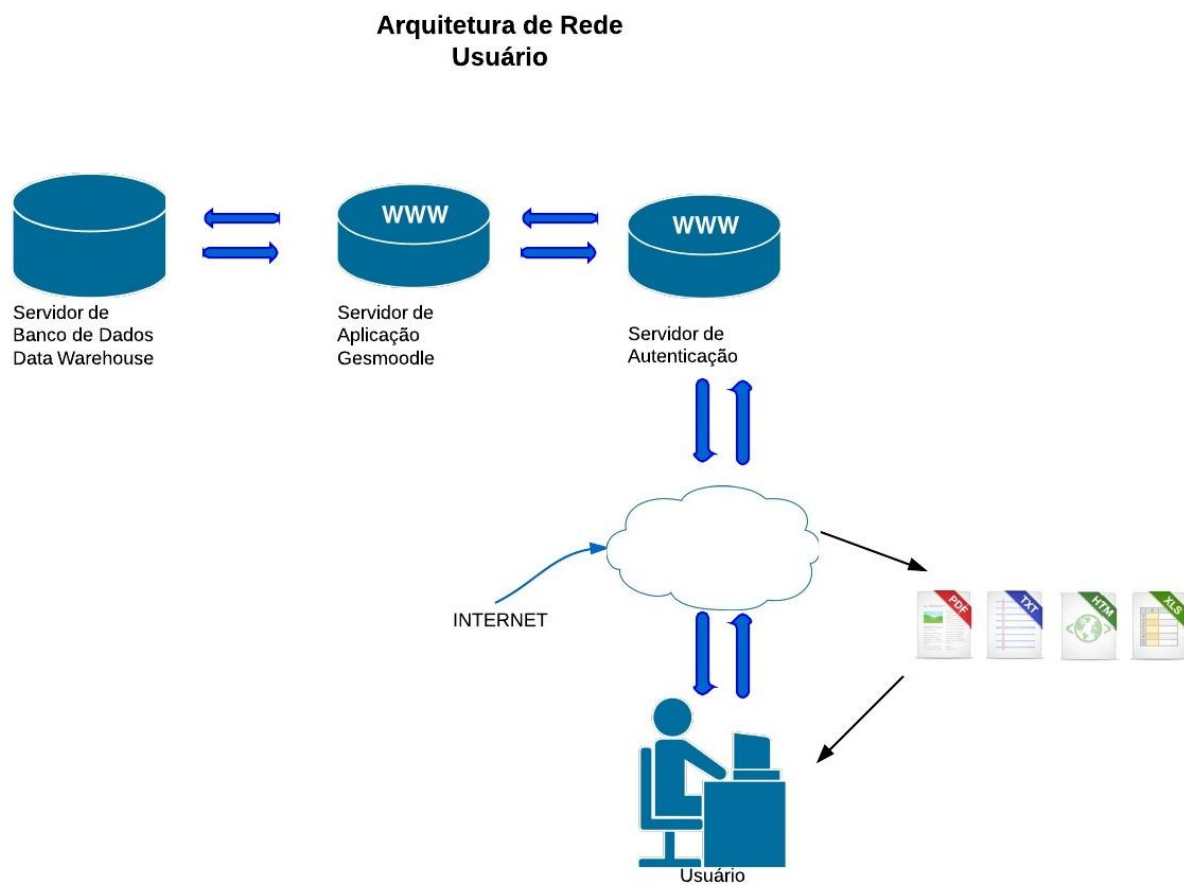 Arquitetura de Rede
Usuário
WWW
WWW
Servidor de
Banco de Dados
Data Warehouse
Servidor de
Aplicação
Gesmoodle
Servidor de
Autenticação
INTERNET
PDF
TXT
HTM
XLS
Usuário